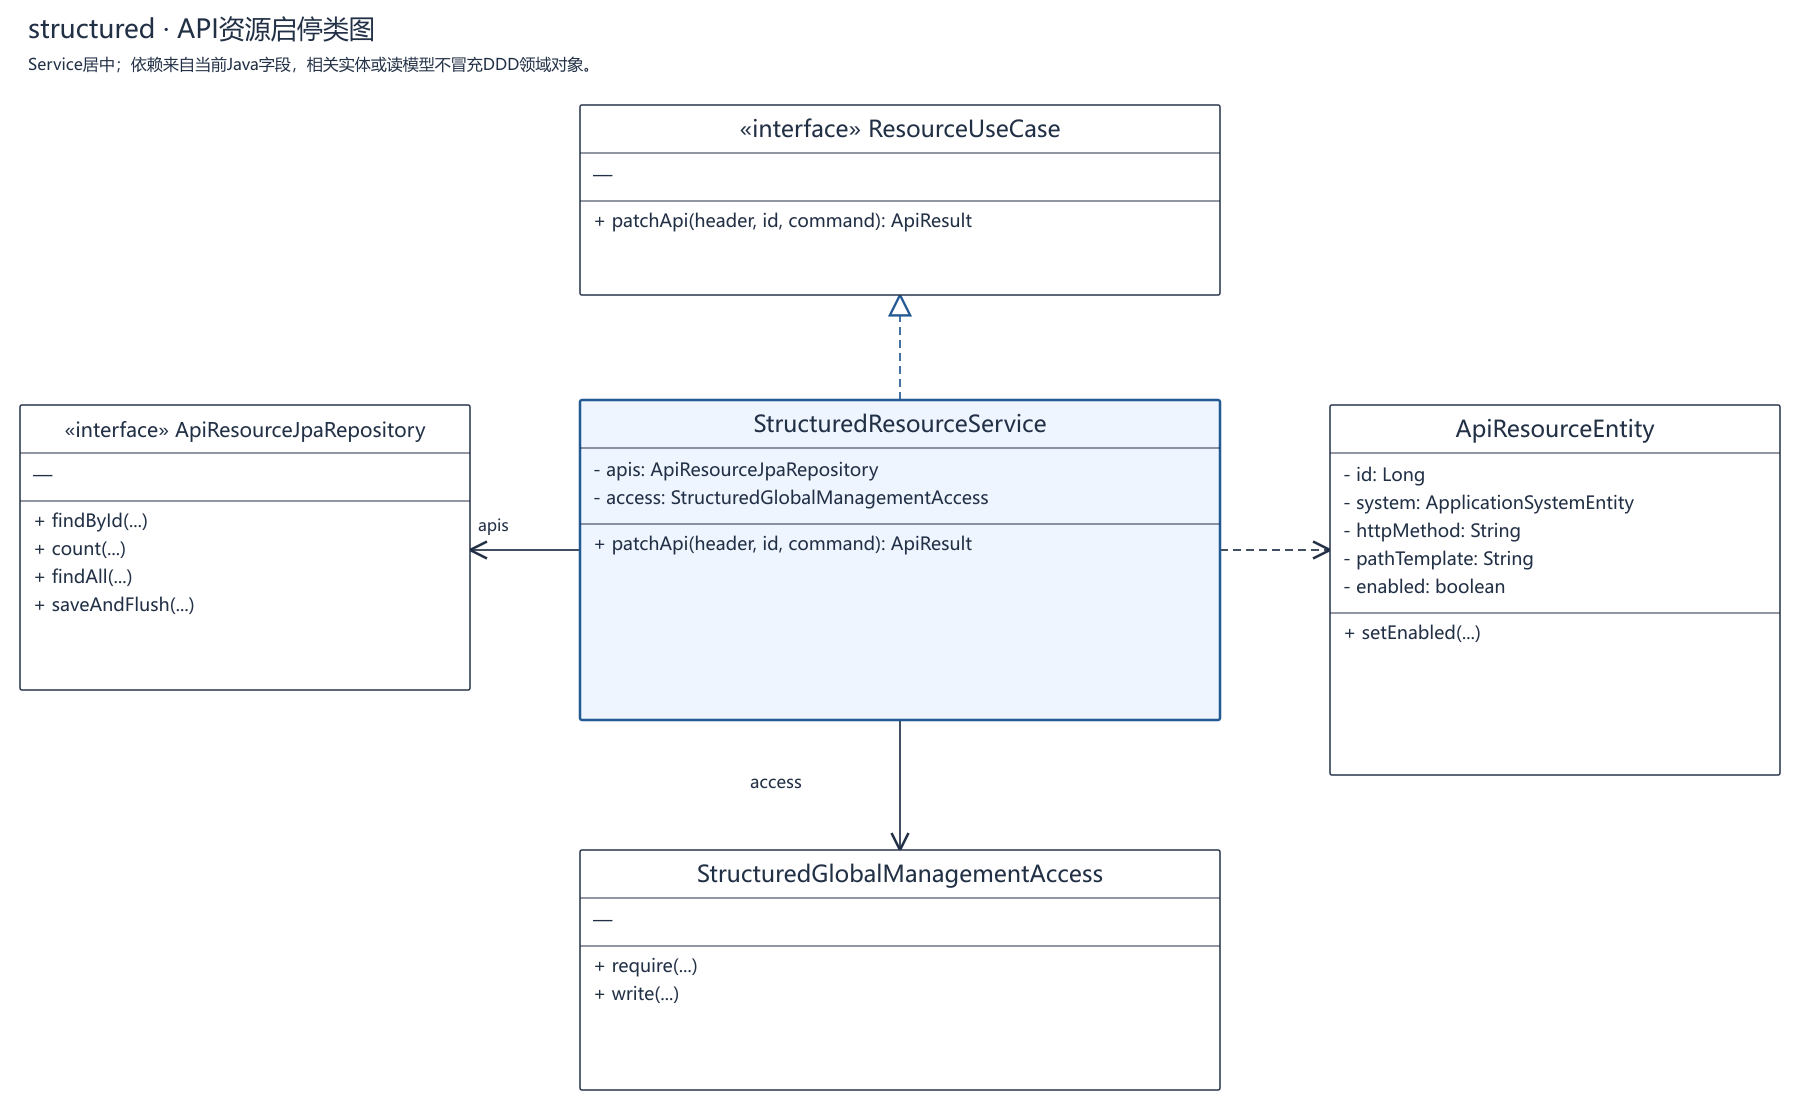 structured · API资源启停类图
Service居中；依赖来自当前Java字段，相关实体或读模型不冒充DDD领域对象。
«interface» ResourceUseCase
—
+ patchApi(header, id, command): ApiResult
«interface» ApiResourceJpaRepository
—
+ findById(...)
+ count(...)
+ findAll(...)
+ saveAndFlush(...)
apis
StructuredResourceService
- apis: ApiResourceJpaRepository
- access: StructuredGlobalManagementAccess
+ patchApi(header, id, command): ApiResult
ApiResourceEntity
- id: Long
- system: ApplicationSystemEntity
- httpMethod: String
- pathTemplate: String
- enabled: boolean
+ setEnabled(...)
access
StructuredGlobalManagementAccess
—
+ require(...)
+ write(...)